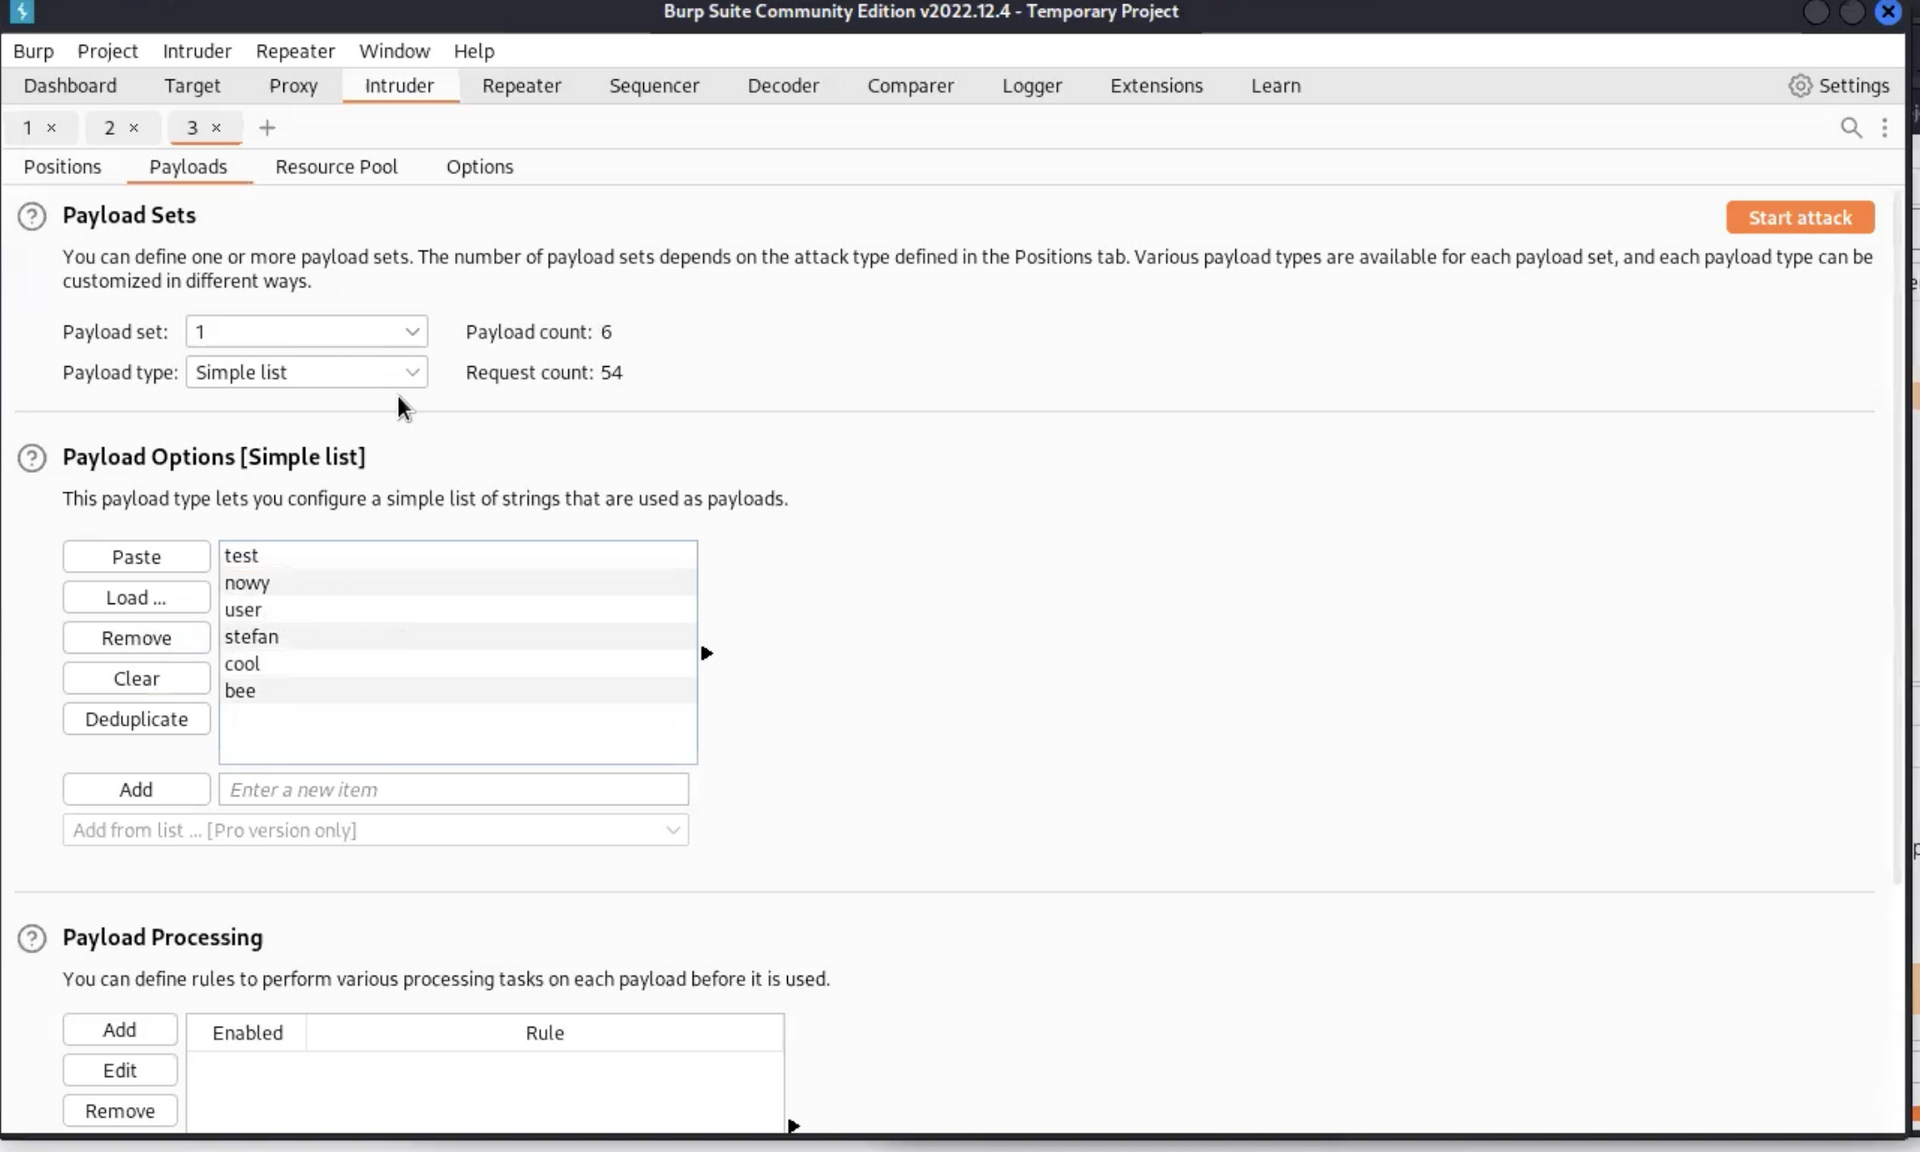 Burp Suite Community Edition v2022.12.4 - Temporary Project
Burp Project Intruder Repeater Window Help
Dashboard Target Proxy Intruder Repeater Sequencer Decoder Comparer Logger Extensions Learn Settings
1 × 2 × 3 × +
Positions Payloads Resource Pool Options
? Payload Sets Start attack
You can define one or more payload sets. The number of payload sets depends on the attack type defined in the Positions tab. Various payload types are available for each payload set, and each payload type can be
customized in different ways.
Payload set: 1 Payload count: 6
Payload type: Simple list Request count: 54
? Payload Options [Simple list]
This payload type lets you configure a simple list of strings that are used as payloads.
Paste
Load ...
Remove
Clear
Deduplicate
test
nowy
user
stefan
cool
bee
Add Enter a new item
Add from list ... [Pro version only]
? Payload Processing
You can define rules to perform various processing tasks on each payload before it is used.
Add
Edit
Remove
Enabled Rule